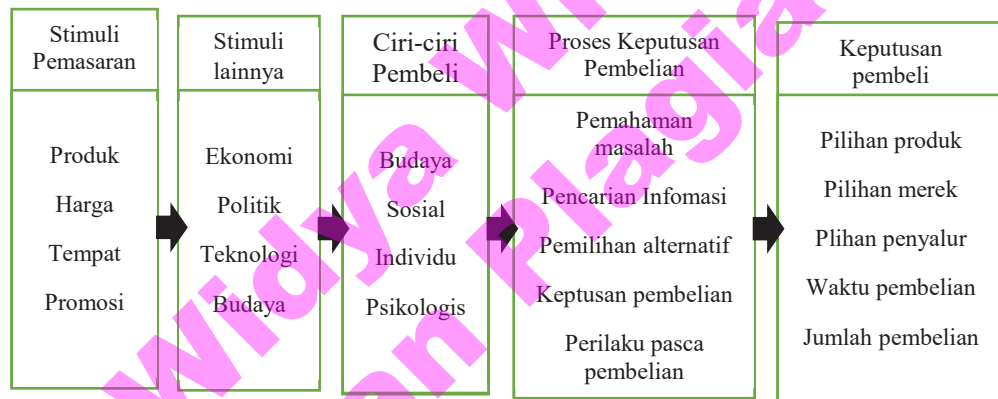 Stimuli
Pemasaran
Stimuli
lainnya
Ciri-ciri
Pembeli
Proses Keputusan
Pembelian
Keputusan
pembeli
Produk
Harga
Tempat
Promosi
Ekonomi
Politik
Teknologi
Budaya
Budaya
Sosial
Individu
Psikologis
Pemahaman
masalah
Pencarian Infomasi
Pemilihan alternatif
Keptusan pembelian
Perilaku pasca
pembelian
Pilihan produk
Pilihan merek
Plihan penyalur
Waktu pembelian
Jumlah pembelian
Widya
Plagia